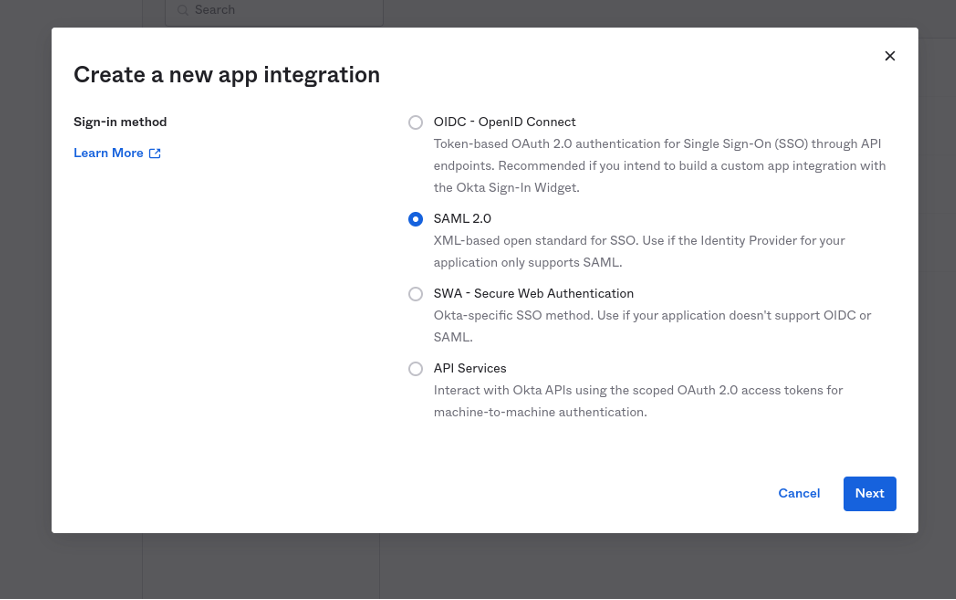 Search
Create a new app integration
Sign-in method
Learn More
OIDC - OpenID Connect
Token-based OAuth 2.0 authentication for Single Sign-On (SSO) through API
endpoints. Recommended if you intend to build a custom app integration with
the Okta Sign-In Widget.
SAML 2.0
XML-based open standard for SSO. Use if the Identity Provider for your
application only supports SAML.
SWA - Secure Web Authentication
Okta-specific SSO method. Use if your application doesn't support OIDC or
SAML.
API Services
Interact with Okta APIs using the scoped OAuth 2.0 access tokens for
machine-to-machine authentication.
Cancel
Next